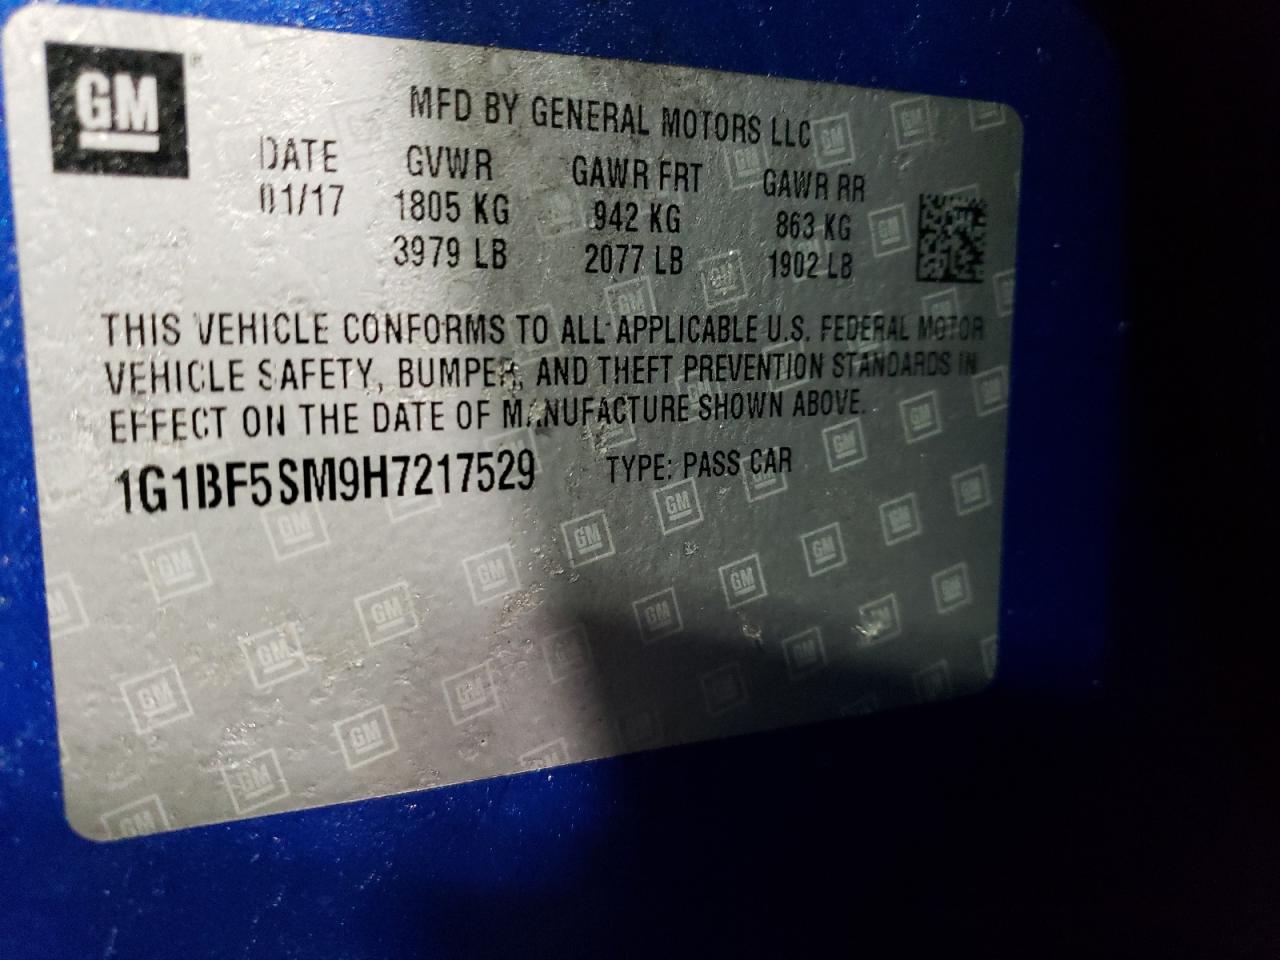 GM
MFD BY GENERAL MOTORS LLC
DATE GVWR GAWR FRT GAWR RR
01/17 1805 KG 942 KG 863 KG
3979 LB 2077 LB 1902 LB
THIS VEHICLE CONFORMS TO ALL APPLICABLE U.S. FEDERAL MOTOR
VEHICLE SAFETY, BUMPER, AND THEFT PREVENTION STANDARDS IN
EFFECT ON THE DATE OF MANUFACTURE SHOWN ABOVE.
1G1BF5SM9H7217529 TYPE: PASS CAR